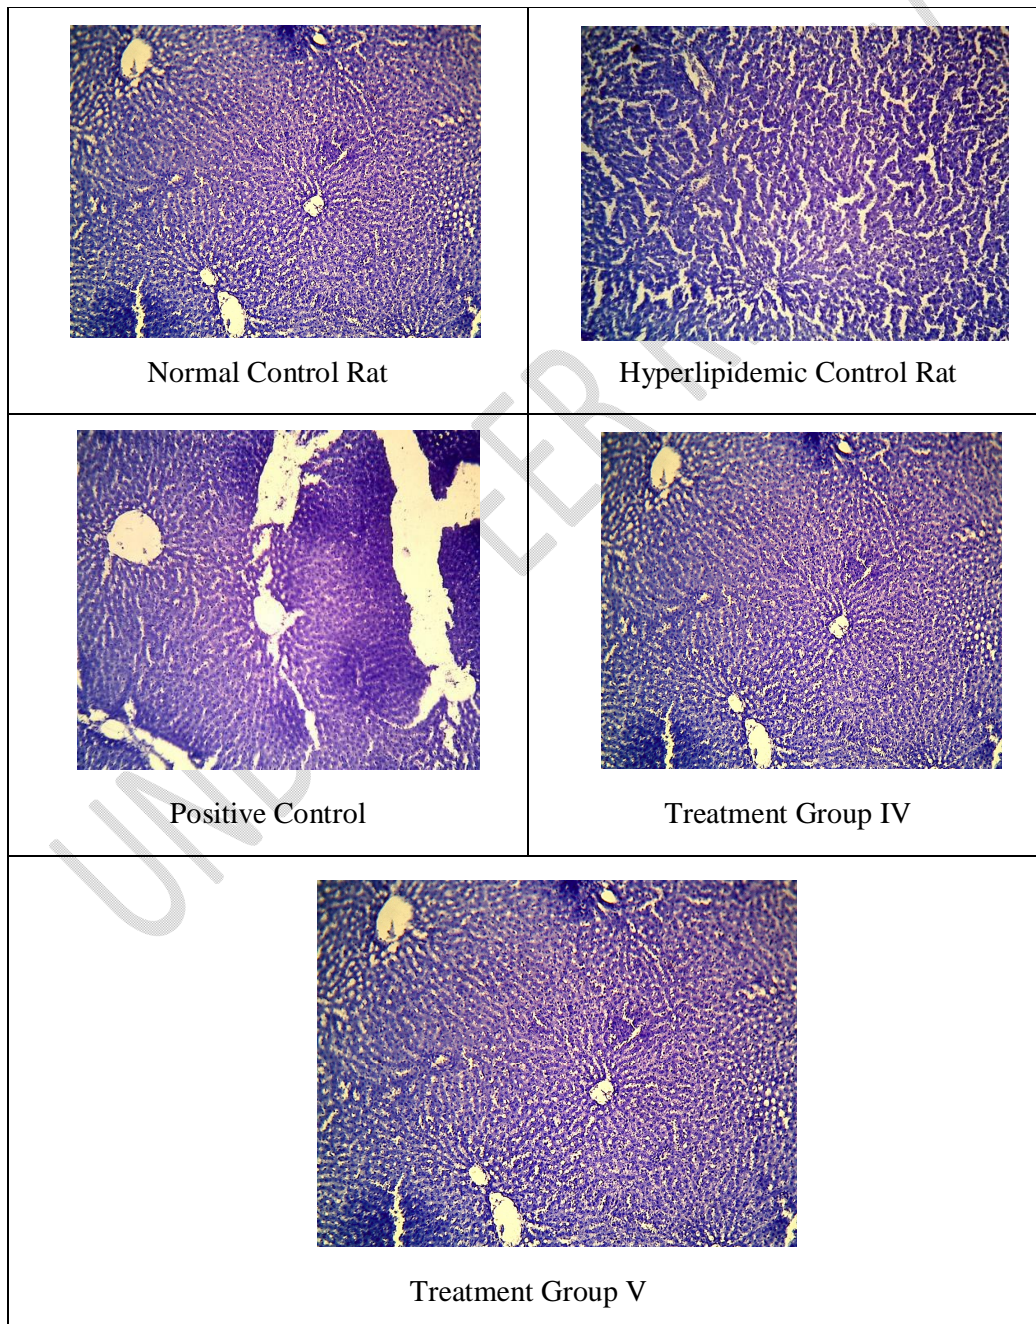 Normal Control Rat
Hyperlipidemic Control Rat
Positive Control
Treatment Group IV
Treatment Group V